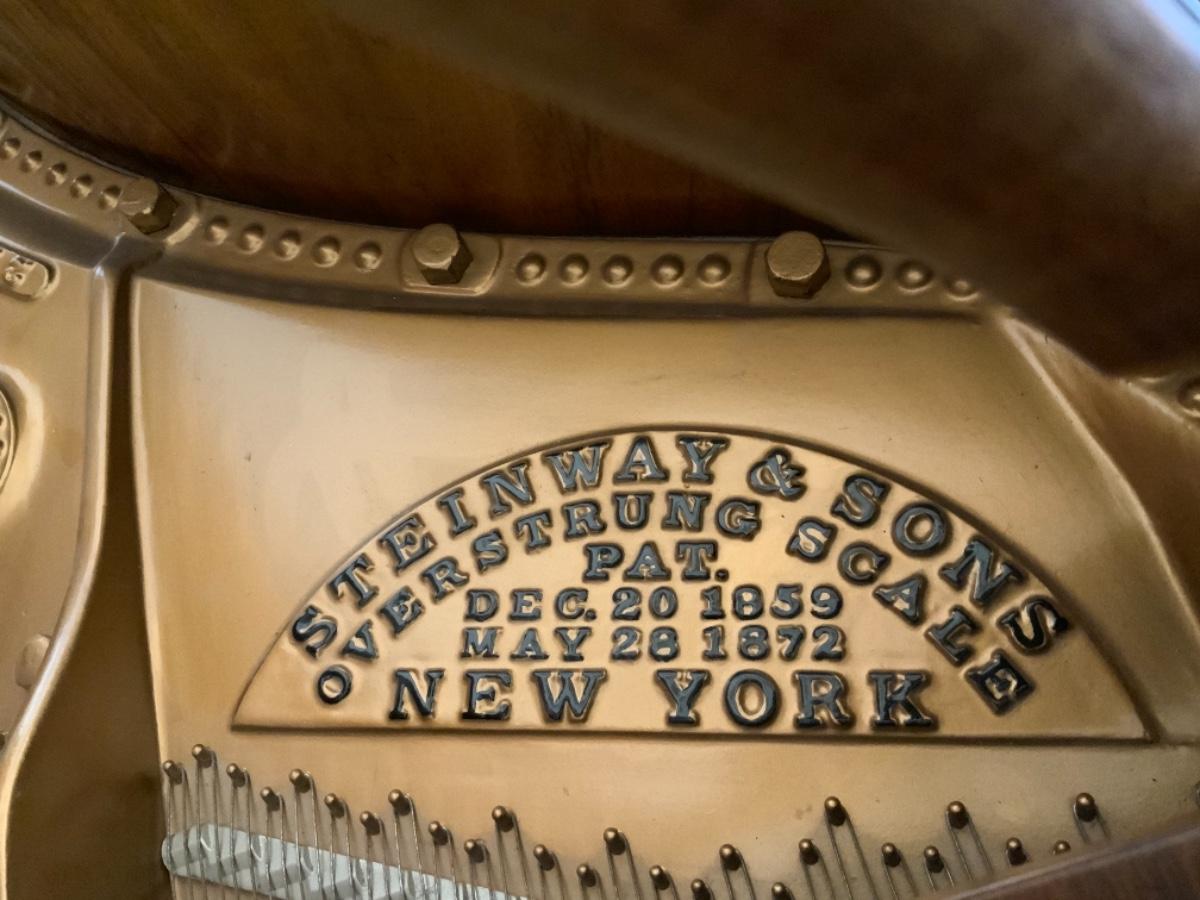 STEINWAY & SONS
OVERSTRUNG SCALE
PAT.
DEC. 20 1859
MAY 28 1872
NEW YORK